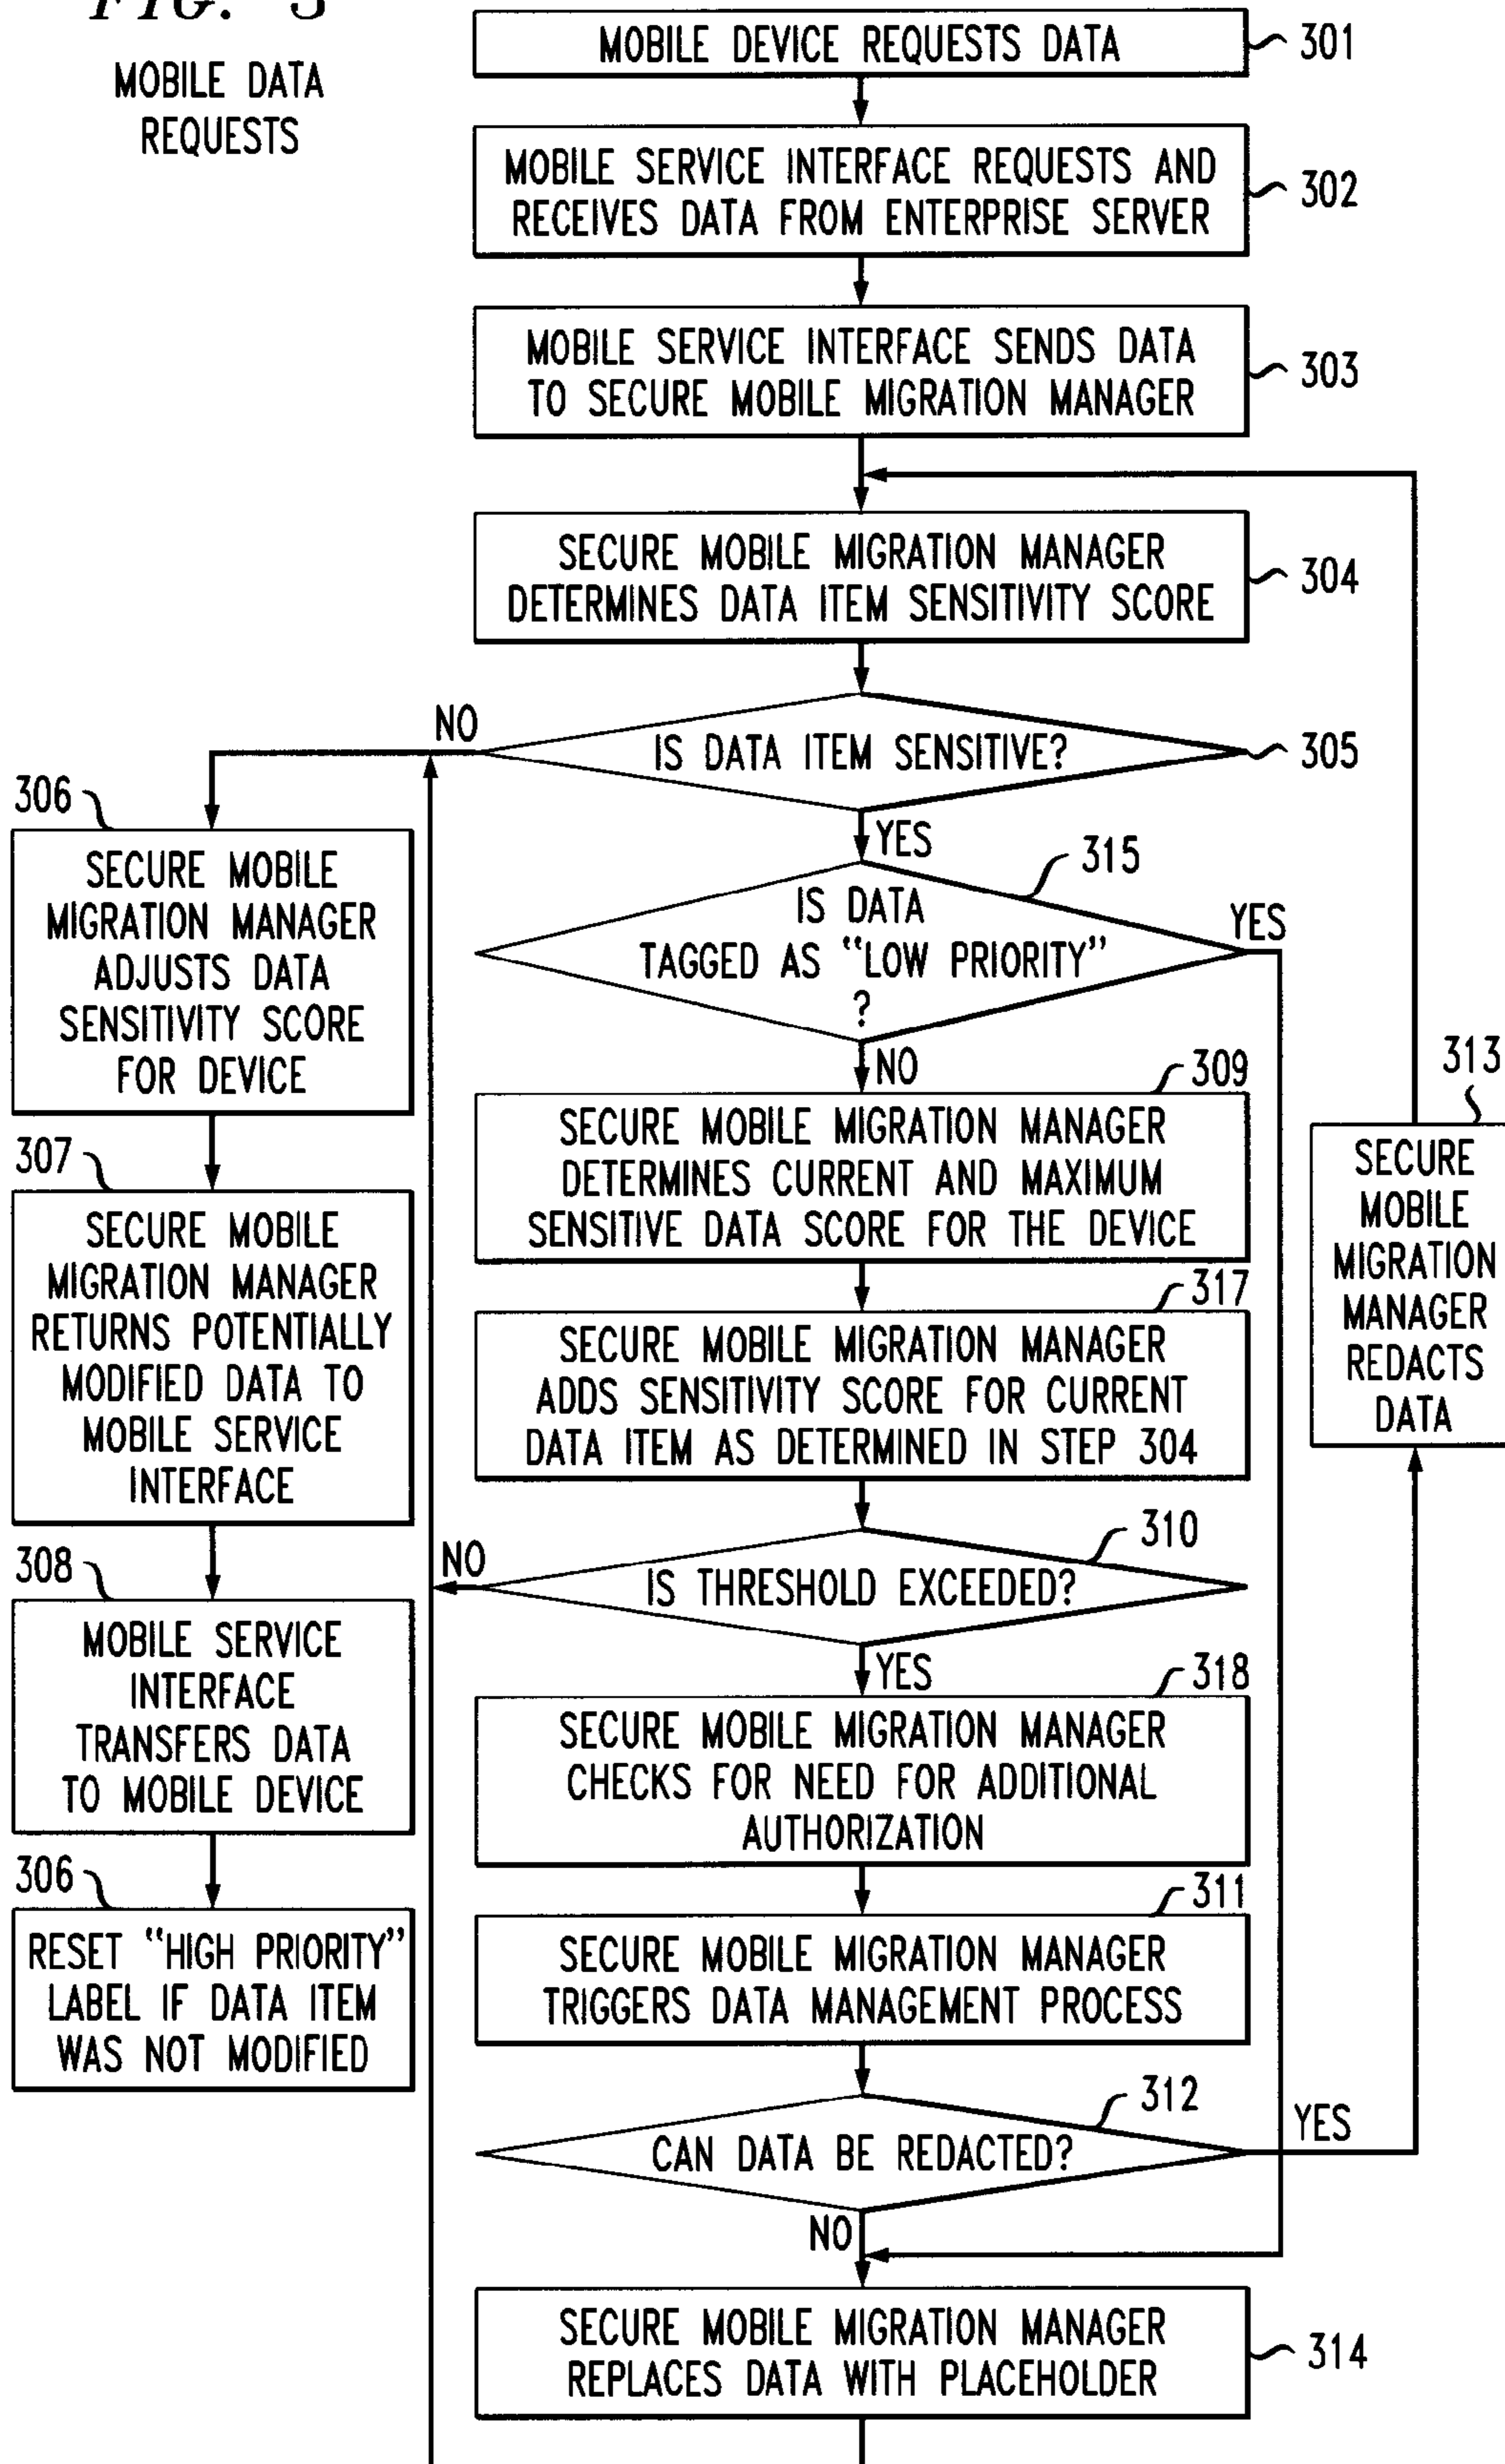 FIG. 3
MOBILE DATA
REQUESTS
MOBILE DEVICE REQUESTS DATA
301
MOBILE SERVICE INTERFACE REQUESTS AND
RECEIVES DATA FROM ENTERPRISE SERVER
302
MOBILE SERVICE INTERFACE SENDS DATA
TO SECURE MOBILE MIGRATION MANAGER
303
SECURE MOBILE MIGRATION MANAGER
DETERMINES DATA ITEM SENSITIVITY SCORE
304
NO
IS DATA ITEM SENSITIVE?
305
YES
306
SECURE MOBILE
MIGRATION MANAGER
ADJUSTS DATA
SENSITIVITY SCORE
FOR DEVICE
307
SECURE MOBILE
MIGRATION MANAGER
RETURNS POTENTIALLY
MODIFIED DATA TO
MOBILE SERVICE
INTERFACE
308
MOBILE SERVICE
INTERFACE
TRANSFERS DATA
TO MOBILE DEVICE
306
RESET “HIGH PRIORITY”
LABEL IF DATA ITEM
WAS NOT MODIFIED
315
IS DATA
TAGGED AS “LOW PRIORITY”
?
YES
NO
309
SECURE MOBILE MIGRATION MANAGER
DETERMINES CURRENT AND MAXIMUM
SENSITIVE DATA SCORE FOR THE DEVICE
317
SECURE MOBILE MIGRATION MANAGER
ADDS SENSITIVITY SCORE FOR CURRENT
DATA ITEM AS DETERMINED IN STEP 304
310
NO
IS THRESHOLD EXCEEDED?
YES
318
SECURE MOBILE MIGRATION MANAGER
CHECKS FOR NEED FOR ADDITIONAL
AUTHORIZATION
311
SECURE MOBILE MIGRATION MANAGER
TRIGGERS DATA MANAGEMENT PROCESS
312
CAN DATA BE REDACTED?
YES
NO
313
SECURE
MOBILE
MIGRATION
MANAGER
REDACTS
DATA
SECURE MOBILE MIGRATION MANAGER
REPLACES DATA WITH PLACEHOLDER
314